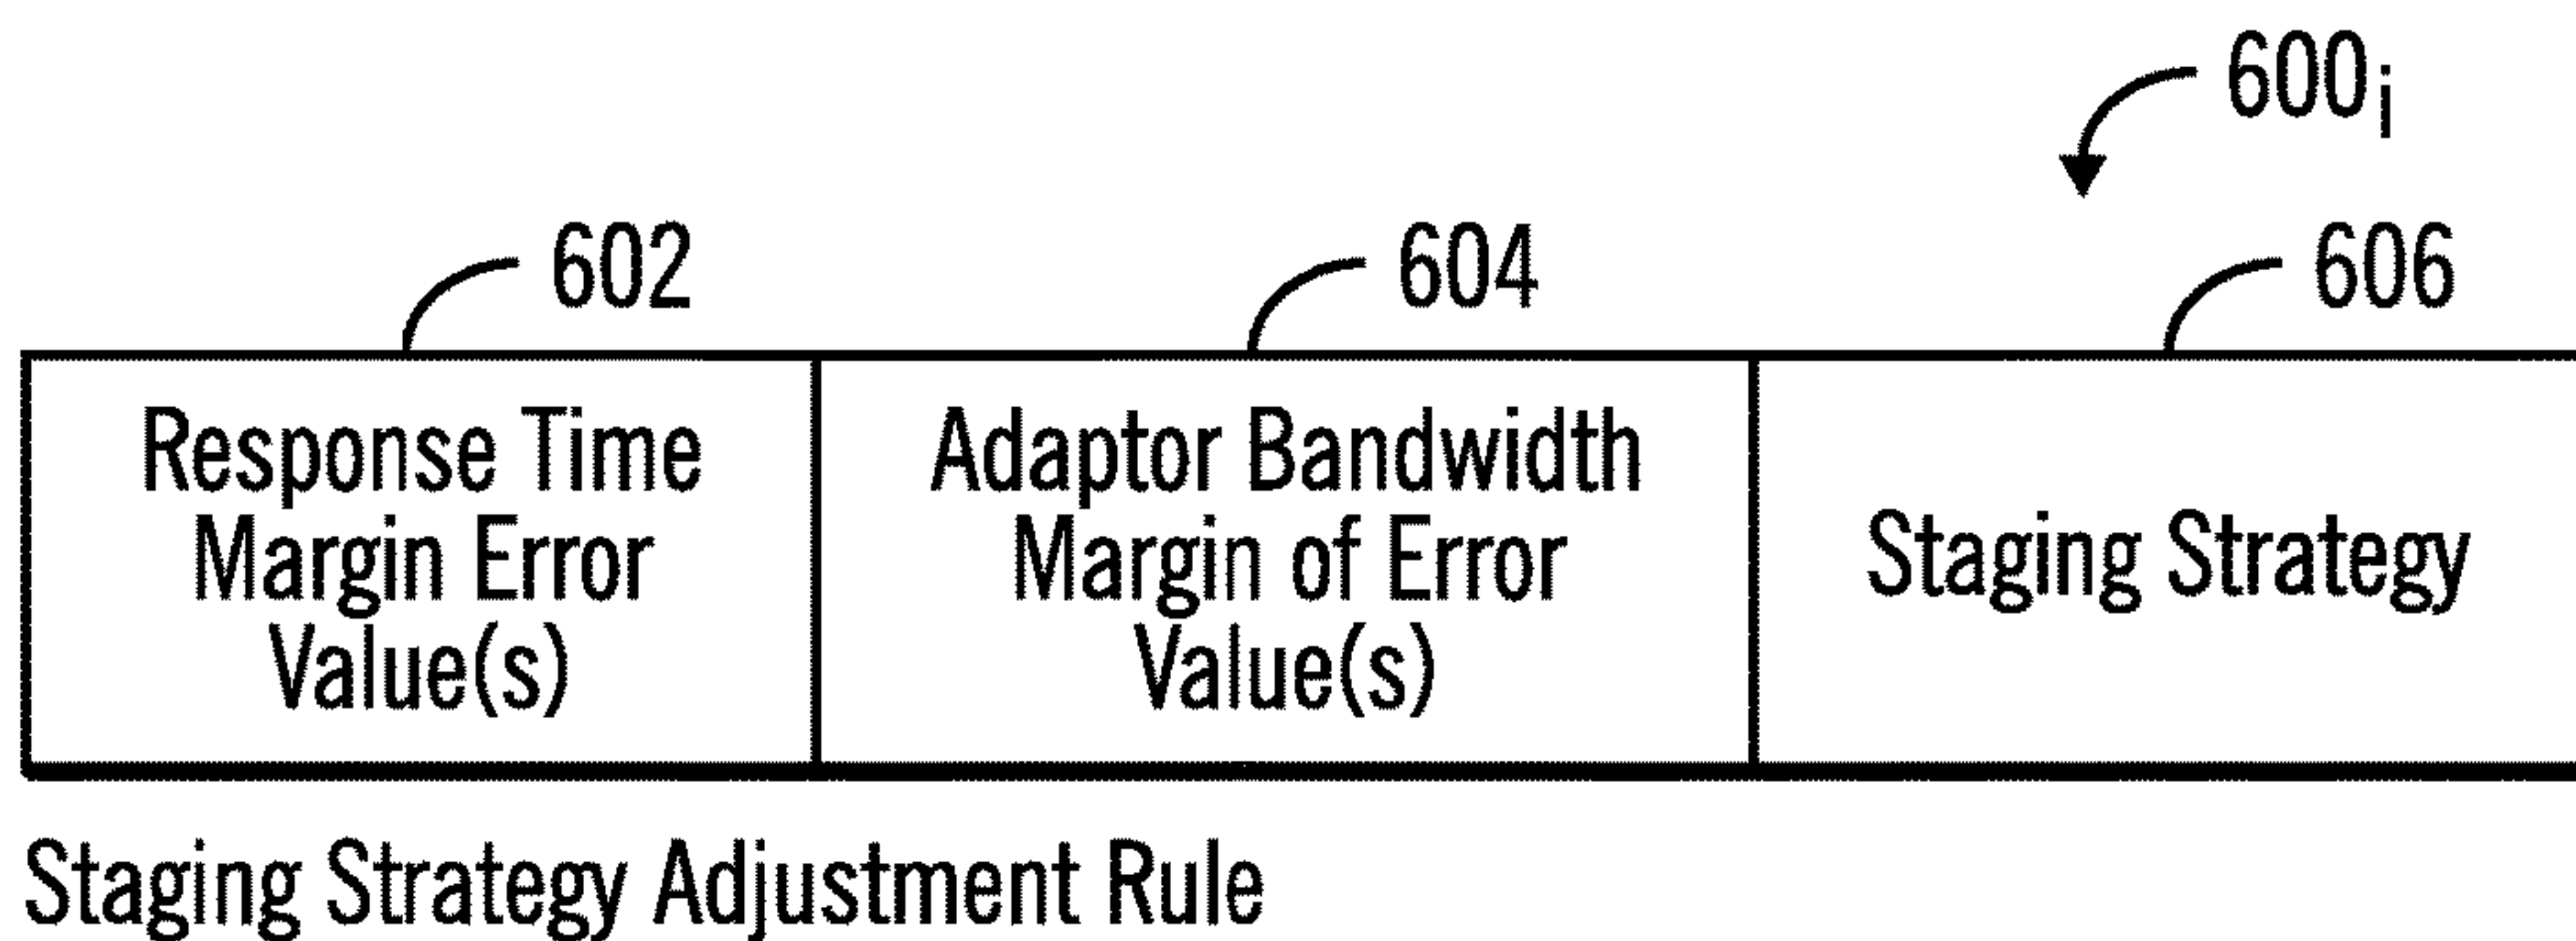 600i
602
604
606
Response Time
Margin Error
Value(s)
Adaptor Bandwidth
Margin of Error
Value(s)
Staging Strategy
Staging Strategy Adjustment Rule